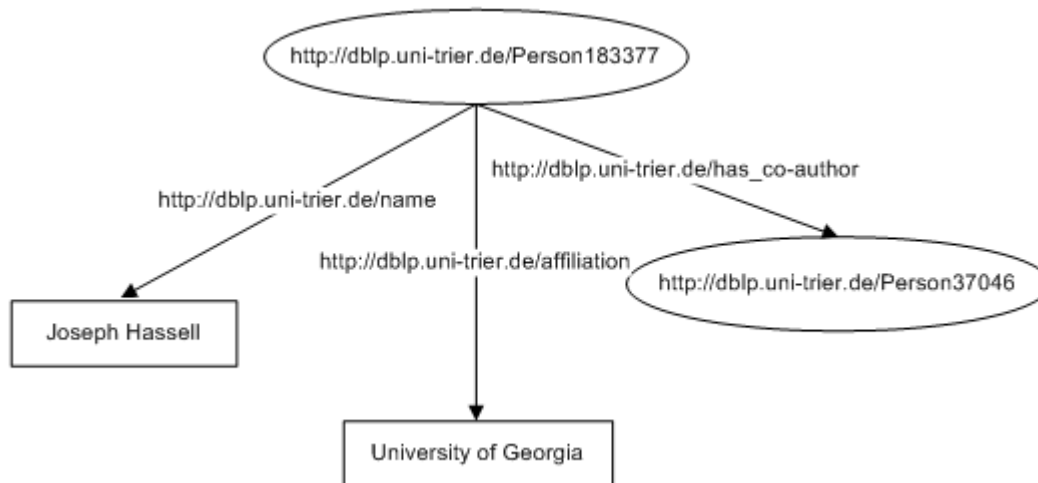 http://dblp.uni-trier.de/Person183377
http://dblp.uni-trier.de/has_co-author
http://dblp.uni-trier.de/name
http://dblp.uni-trier.de/affiliation
http://dblp.uni-trier.de/Person37046
Joseph Hassell
University of Georgia